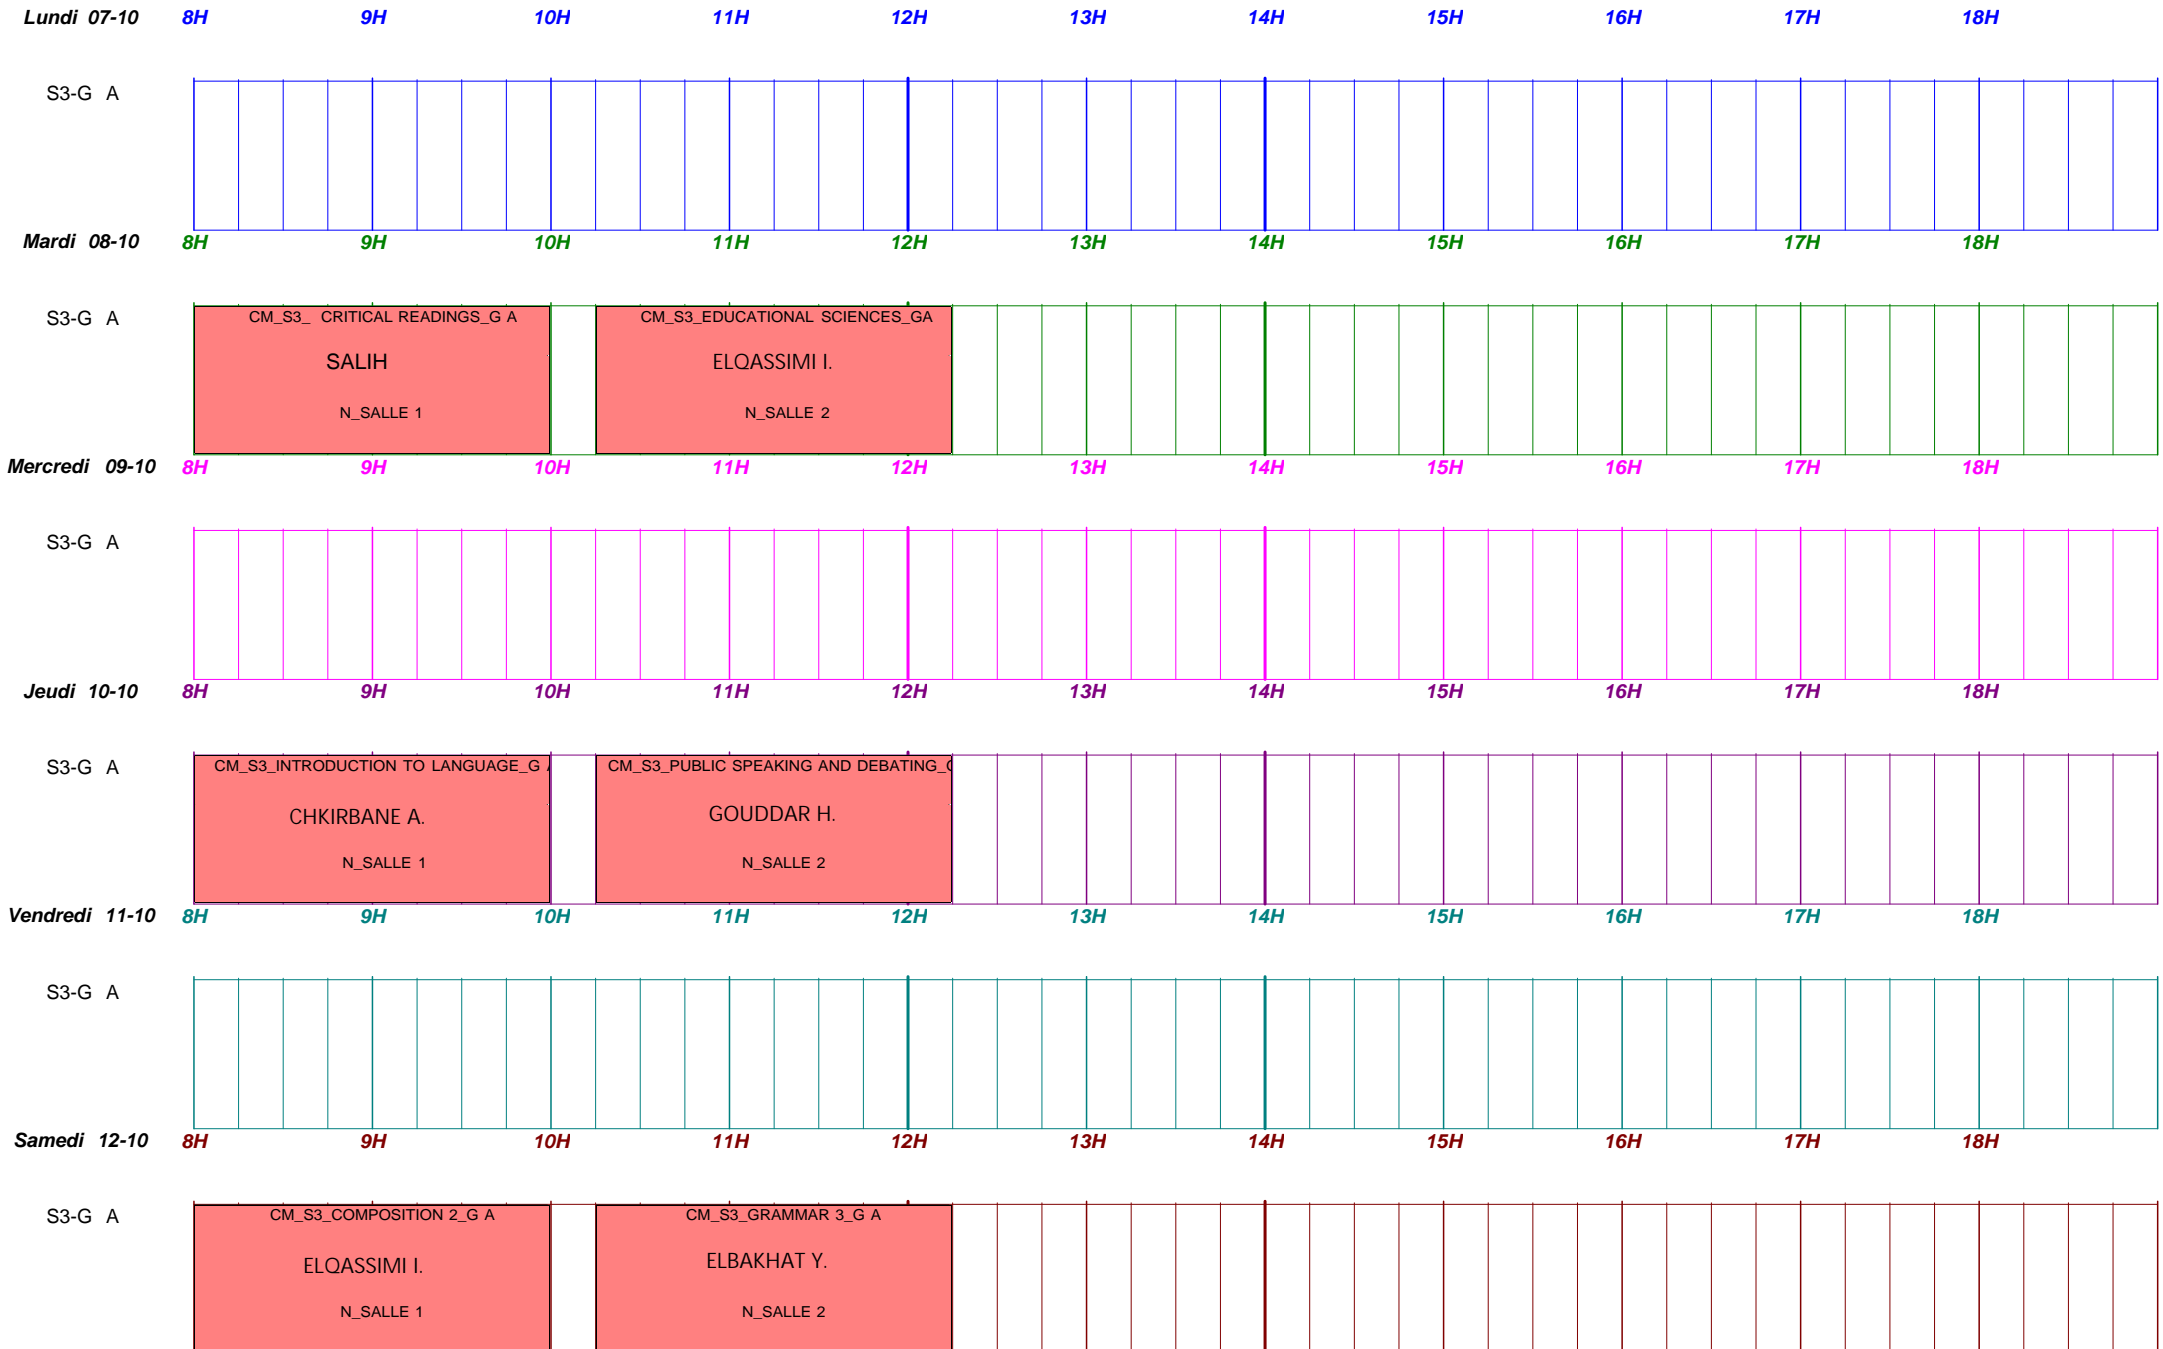 Lundi 07-10 8H 9H 10H 11H 12H 13H 14H 15H 16H 17H 18H
S3-G A
Mardi 08-10 8H 9H 10H 11H 12H 13H 14H 15H 16H 17H 18H
S3-G A CM_S3_ CRITICAL READINGS_G A CM_S3_EDUCATIONAL SCIENCES_GA
SALIH ELQASSIMI I.
N_SALLE 1 N_SALLE 2
Mercredi 09-10 8H 9H 10H 11H 12H 13H 14H 15H 16H 17H 18H
S3-G A
Jeudi 10-10 8H 9H 10H 11H 12H 13H 14H 15H 16H 17H 18H
S3-G A CM_S3_INTRODUCTION TO LANGUAGE_G CM_S3_PUBLIC SPEAKING AND DEBATING_
CHKIRBANE A. GOUDDAR H.
N_SALLE 1 N_SALLE 2
Vendredi 11-10 8H 9H 10H 11H 12H 13H 14H 15H 16H 17H 18H
S3-G A
Samedi 12-10 8H 9H 10H 11H 12H 13H 14H 15H 16H 17H 18H
S3-G A CM_S3_COMPOSITION 2_G A CM_S3_GRAMMAR 3_G A
ELQASSIMI I. ELBAKHAT Y.
N_SALLE 1 N_SALLE 2